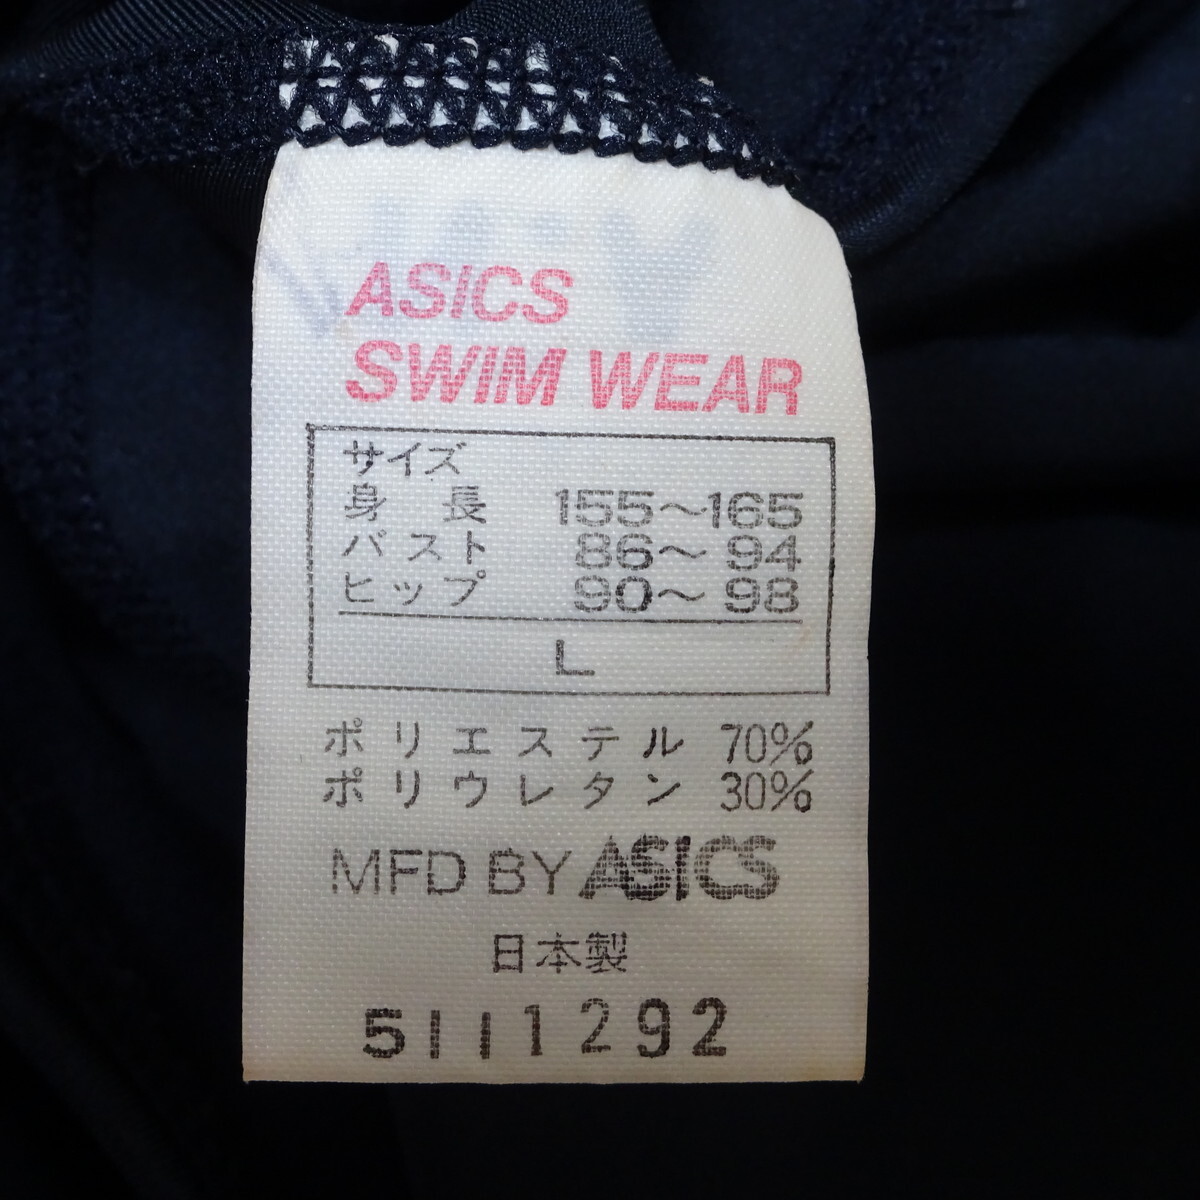 ASICS
SWIM WEAR
サイズ
身長 155～165
バスト 86～94
ヒップ 90～98
L
ポリエステル 70%
ポリウレタン 30%
MFD BY ASICS
日本製
5111292